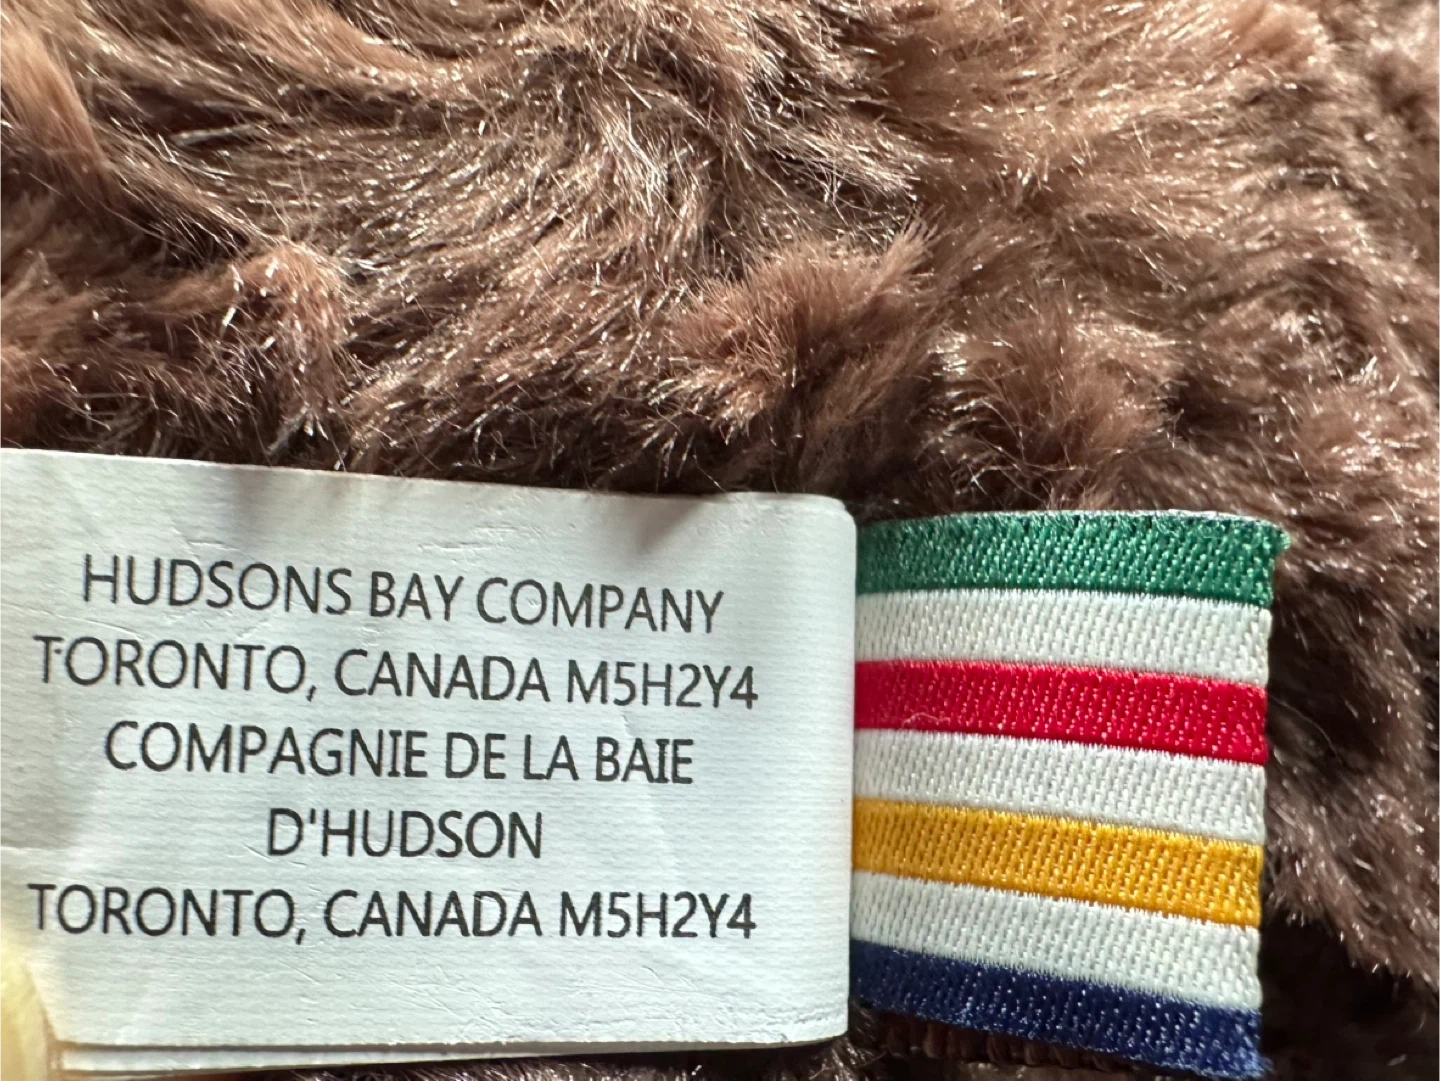 HUDSONS BAY COMPANY
TORONTO, CANADA M5H2Y4
COMPAGNIE DE LA BAIE
D'HUDSON
TORONTO, CANADA M5H2Y4